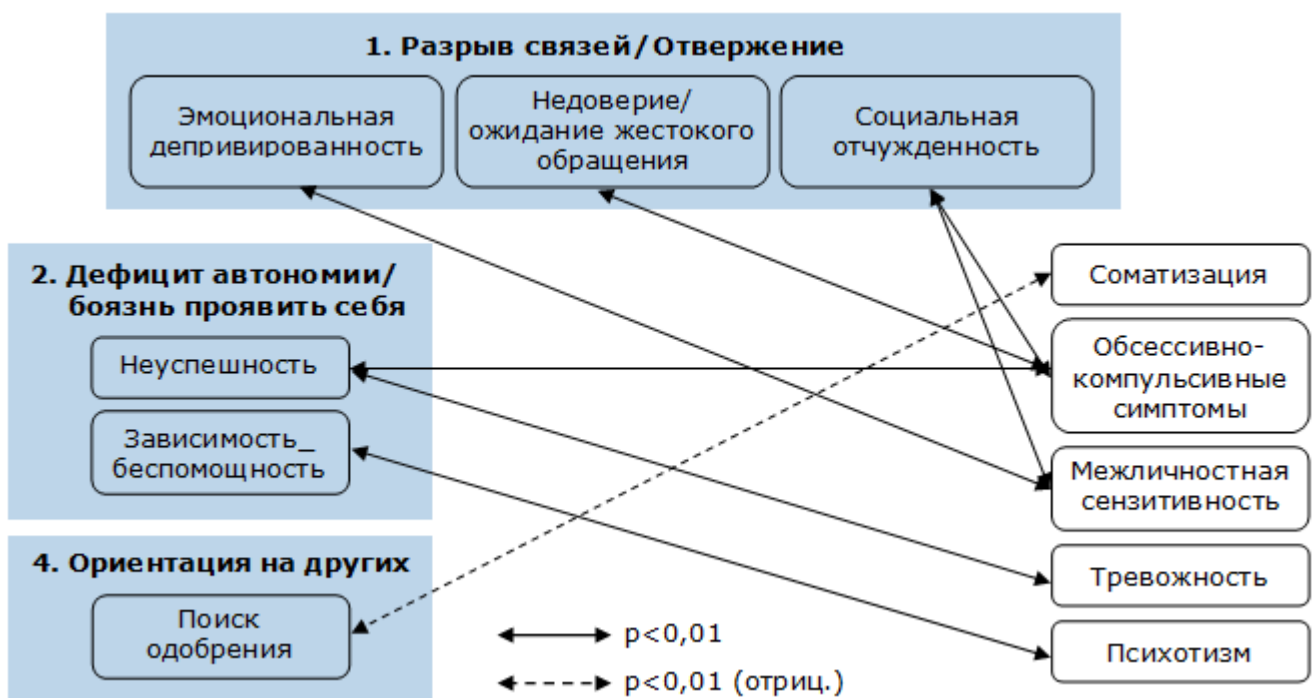 1. Разрыв связей/Отвержение
Эмоциональная
депривированность
Недоверие/
ожидание жестокого
обращения
Социальная
отчужденность
2. Дефицит автономии/
боязнь проявить себя
Неуспешность
Зависимость_
беспомощность
4. Ориентация на других
Поиск
одобрения
Соматизация
Обсессивно-
компульсивные
симптомы
Межличностная
сензитивность
Тревожность
Психотизм
p<0,01
p<0,01 (отриц.)